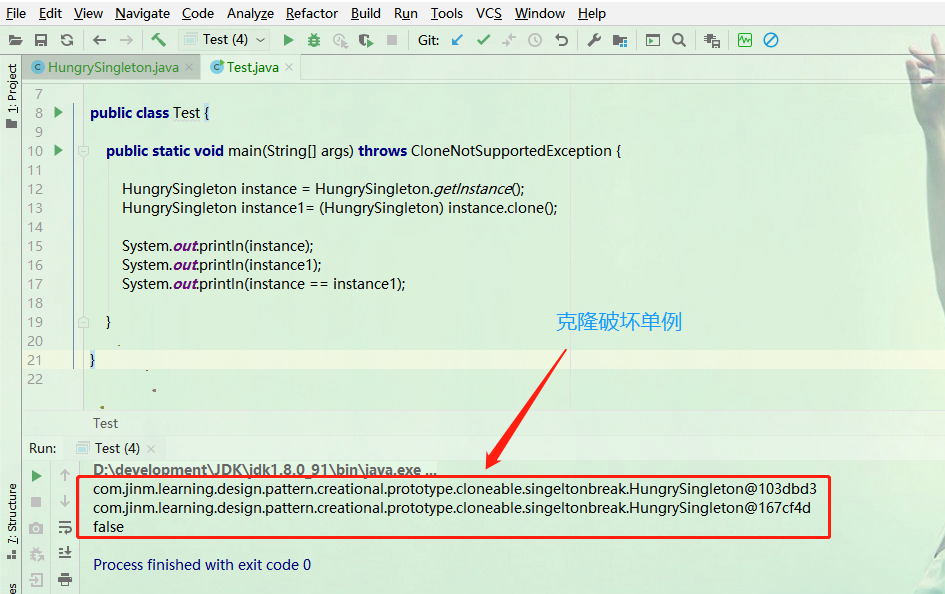 File Edit View Navigate Code Analyze Refactor Build Run Tools VCS Window Help
Test (4) Git:
HungrySingleton.java Test.java
1: Project
7
8 public class Test {
9
10 public static void main(String[] args) throws CloneNotSupportedException {
11
12 HungrySingleton instance = HungrySingleton.getInstance();
13 HungrySingleton instance1= (HungrySingleton) instance.clone();
14
15 System.out.println(instance);
16 System.out.println(instance1);
17 System.out.println(instance == instance1);
18
19 }
克隆破坏单例
20
21 }
22
Test
Run: Test (4)
D:\development\JDK\jdk1.8.0_91\bin\java.exe ...
com.jinm.learning.design.pattern.creational.prototype.cloneable.singeltonbreak.HungrySingleton@103dbd3
com.jinm.learning.design.pattern.creational.prototype.cloneable.singeltonbreak.HungrySingleton@167cf4d
false
Process finished with exit code 0
7: Structure